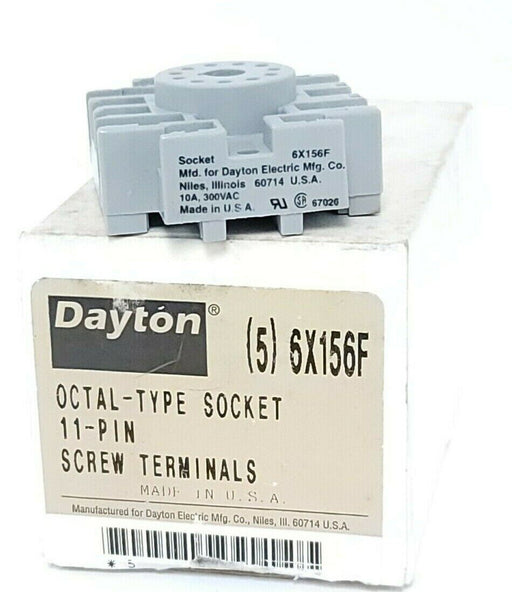 Socket 6X156F
Mfd. for Dayton Electric Mfg. Co.
Niles, Illinois 60714 U.S.A.
10A, 300VAC
Made in U.S.A. 67026
Dayton®
(5) 6X156F
OCTAL-TYPE SOCKET
11-PIN
SCREW TERMINALS
MADE IN U.S.A.
Manufactured for Dayton Electric Mfg. Co., Niles, Ill. 60714 U.S.A.
* 5